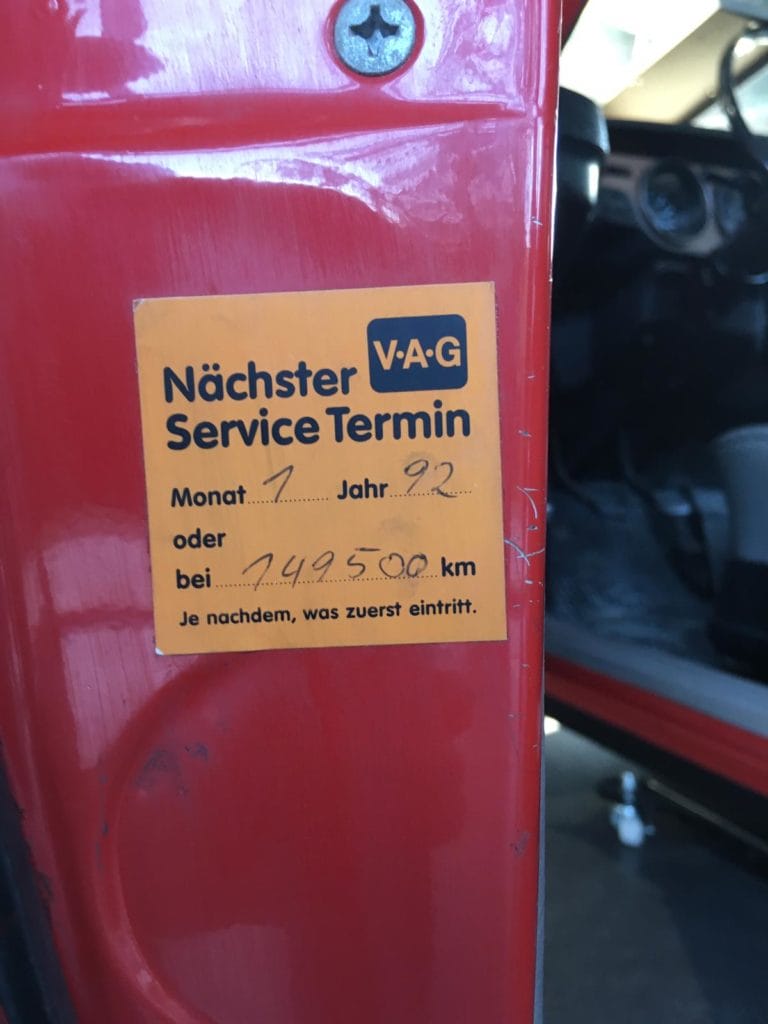 V·A·G
Nächster
Service Termin
Monat 1 Jahr 92
oder
bei 149500 km
Je nachdem, was zuerst eintritt.